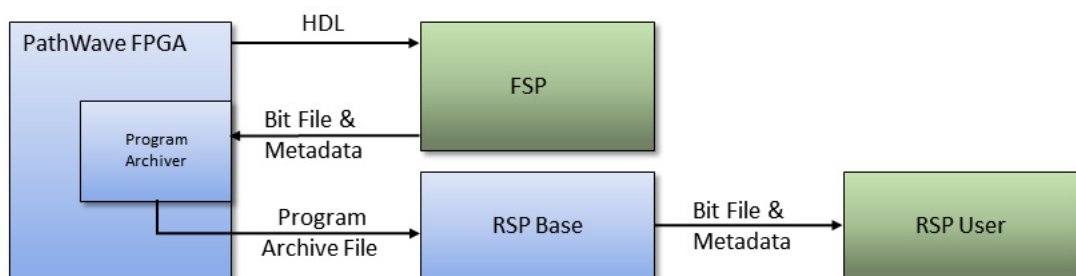 HDL
PathWave FPGA
FSP
Bit File &
Metadata
Program
Archiver
Program
Archive File
RSP Base
Bit File &
Metadata
RSP User